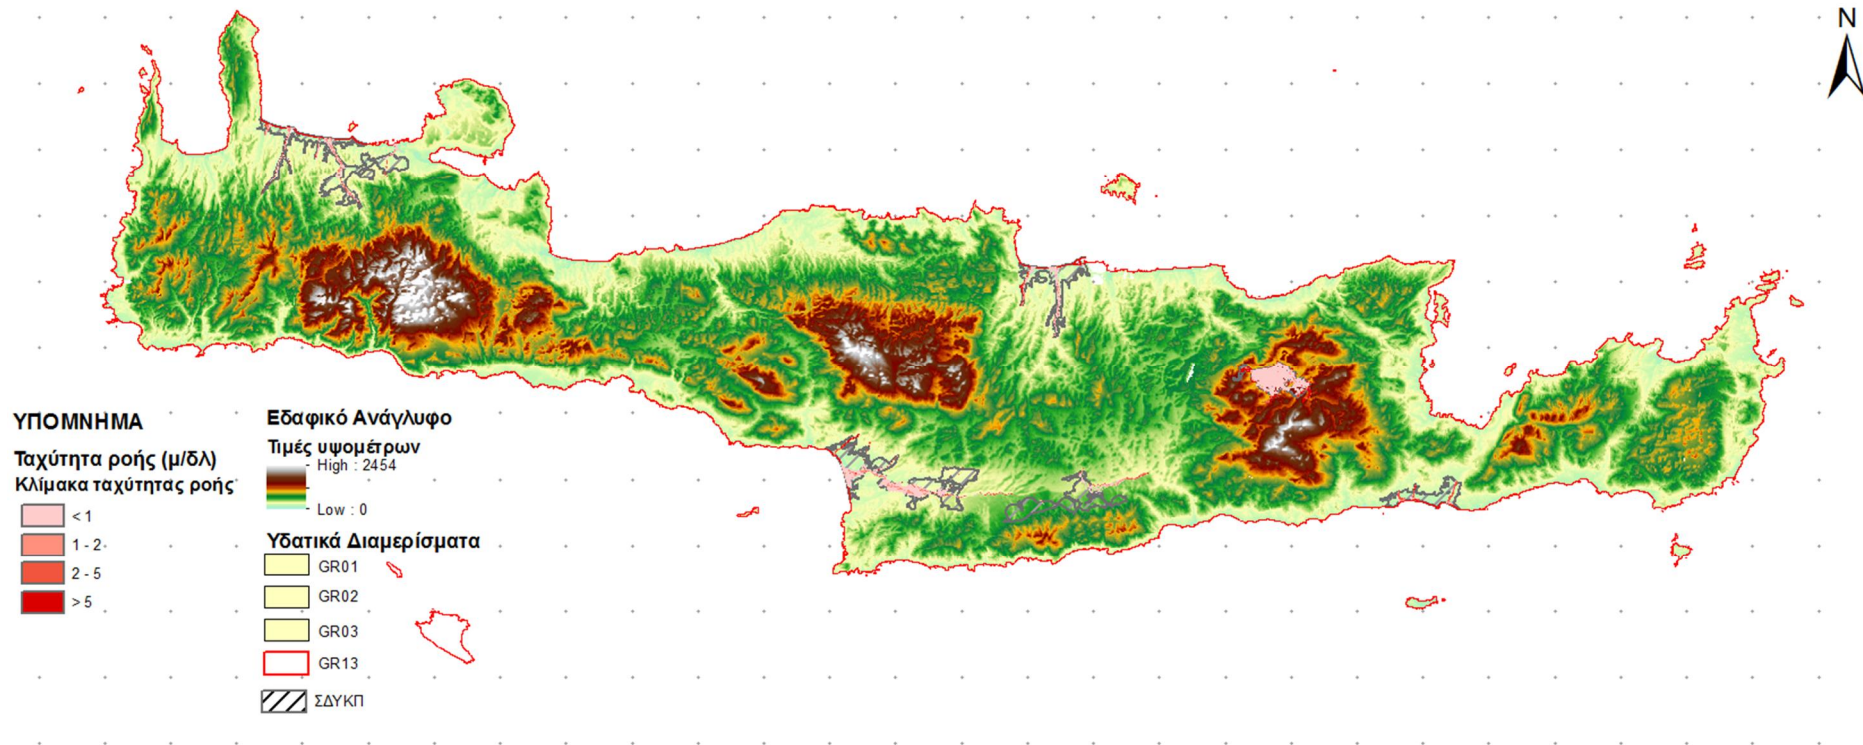 N
ΥΠΟΜΝΗΜΑ
Ταχύτητα ροής (μ/δλ)
Κλίμακα ταχύτητας ροής
< 1
1 - 2
2 - 5
> 5
Εδαφικό Ανάγλυφο
Τιμές υψομέτρων
High : 2454
Low : 0
Υδατικά Διαμερίσματα
GR01
GR02
GR03
GR13
ΣΔΥΚΠ